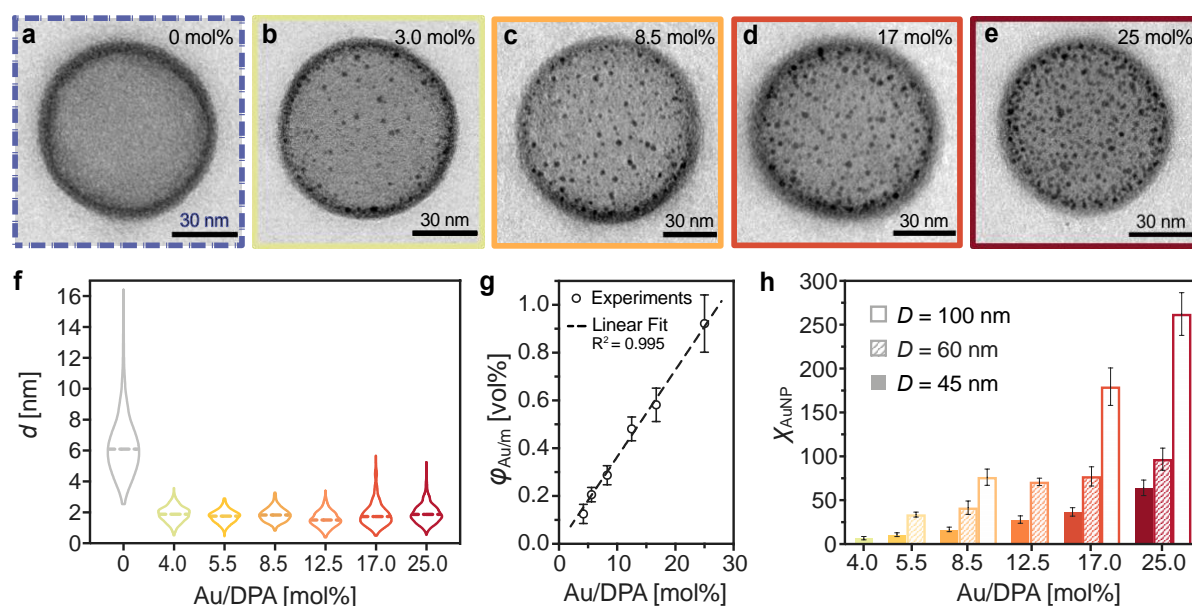 a
0 mol%
30 nm
b
3.0 mol%
30 nm
c
8.5 mol%
30 nm
d
17 mol%
30 nm
e
25 mol%
30 nm
f
d [nm]
16
14
12
10
8
6
4
2
0
0 4.0 5.5 8.5 12.5 17.0 25.0
Au/DPA [mol%]
g
φAu/m [vol%]
1.0
0.8
0.6
0.4
0.2
0.0
Experiments
Linear Fit
R² = 0.995
0 10 20 30
Au/DPA [mol%]
h
χAuNP
300
250
200
150
100
50
0
D = 100 nm
D = 60 nm
D = 45 nm
4.0 5.5 8.5 12.5 17.0 25.0
Au/DPA [mol%]